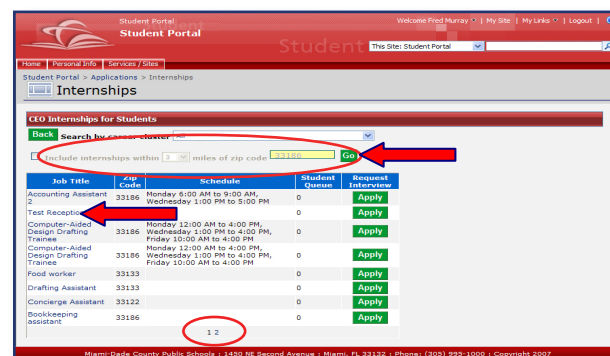 Student Portal
Student Portal
Student
Welcome Fred Murray | My Site | My Links | Logout |
This Site: Student Portal
Home Personal Info Services / Sites
Student Portal > Applications > Internships
Internships
CEO Internships for Students
Back Search by career cluster All
Include internships within 3 miles of zip code 33186 Go
Job Title Zip Code Schedule Student Queue Request Interview
Accounting Assistant 2 33186 Monday 6:00 AM to 9:00 AM, Wednesday 1:00 PM to 5:00 PM 0 Apply
Test 0 Apply
Computer-Aided Design Drafting Trainee 33186 Monday 12:00 AM to 4:00 PM, Wednesday 1:00 PM to 4:00 PM, Friday 10:00 AM to 4:00 PM 0 Apply
Computer-Aided Design Drafting Trainee 33186 Monday 12:00 AM to 4:00 PM, Wednesday 1:00 PM to 4:00 PM, Friday 10:00 AM to 4:00 PM 0 Apply
Food worker 33133 0 Apply
Drafting Assistant 33133 0 Apply
Concierge Assistant 33122 0 Apply
Bookkeeping assistant 33186 0 Apply
1 2
Miami-Dade County Public Schools : 1450 NE Second Avenue : Miami, FL 33132 : Phone: (305) 995-1000 : Copyright 2007